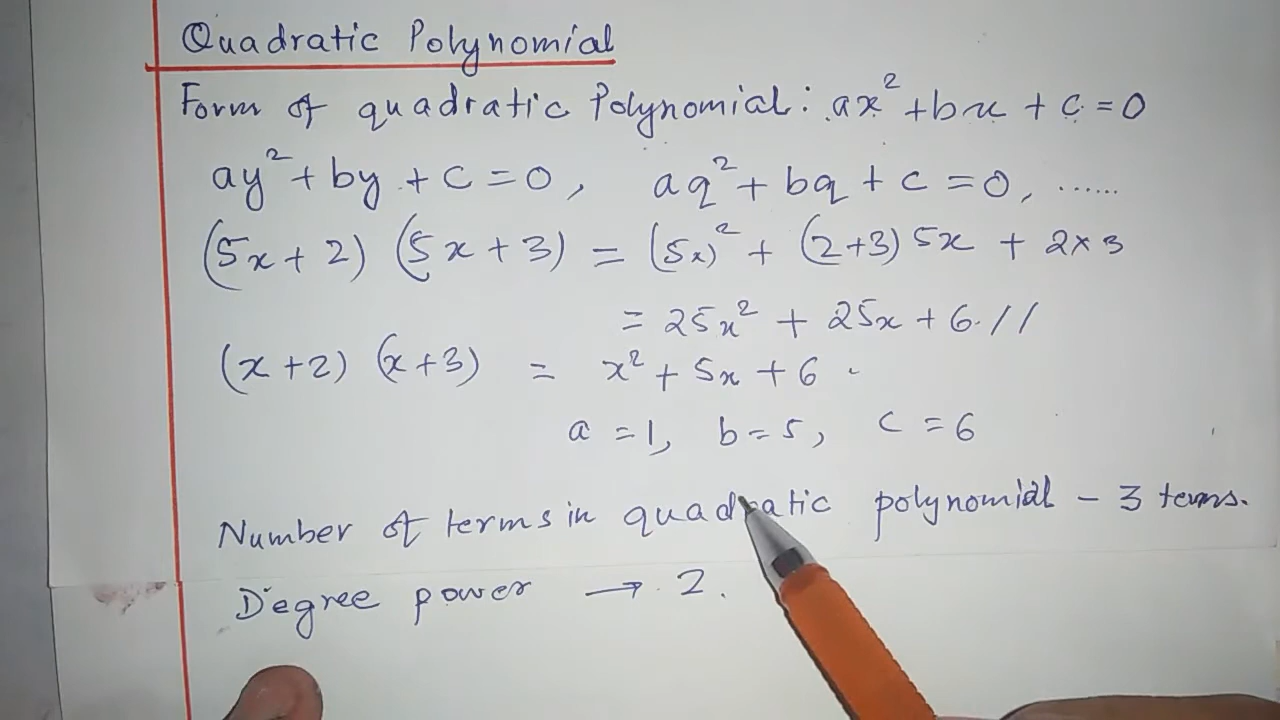 Quadratic Polynomial
Form of quadratic Polynomial: ax² + bx + c = 0
ay² + by + c = 0, aq² + bq + c = 0, ......
(5x + 2) (5x + 3) = (5x)² + (2+3) 5x + 2 × 3
= 25x² + 25x + 6.//
(x + 2) (x + 3) = x² + 5x + 6.
a = 1, b = 5, c = 6
Number of terms in quadratic polynomial - 3 terms.
Degree power → 2.